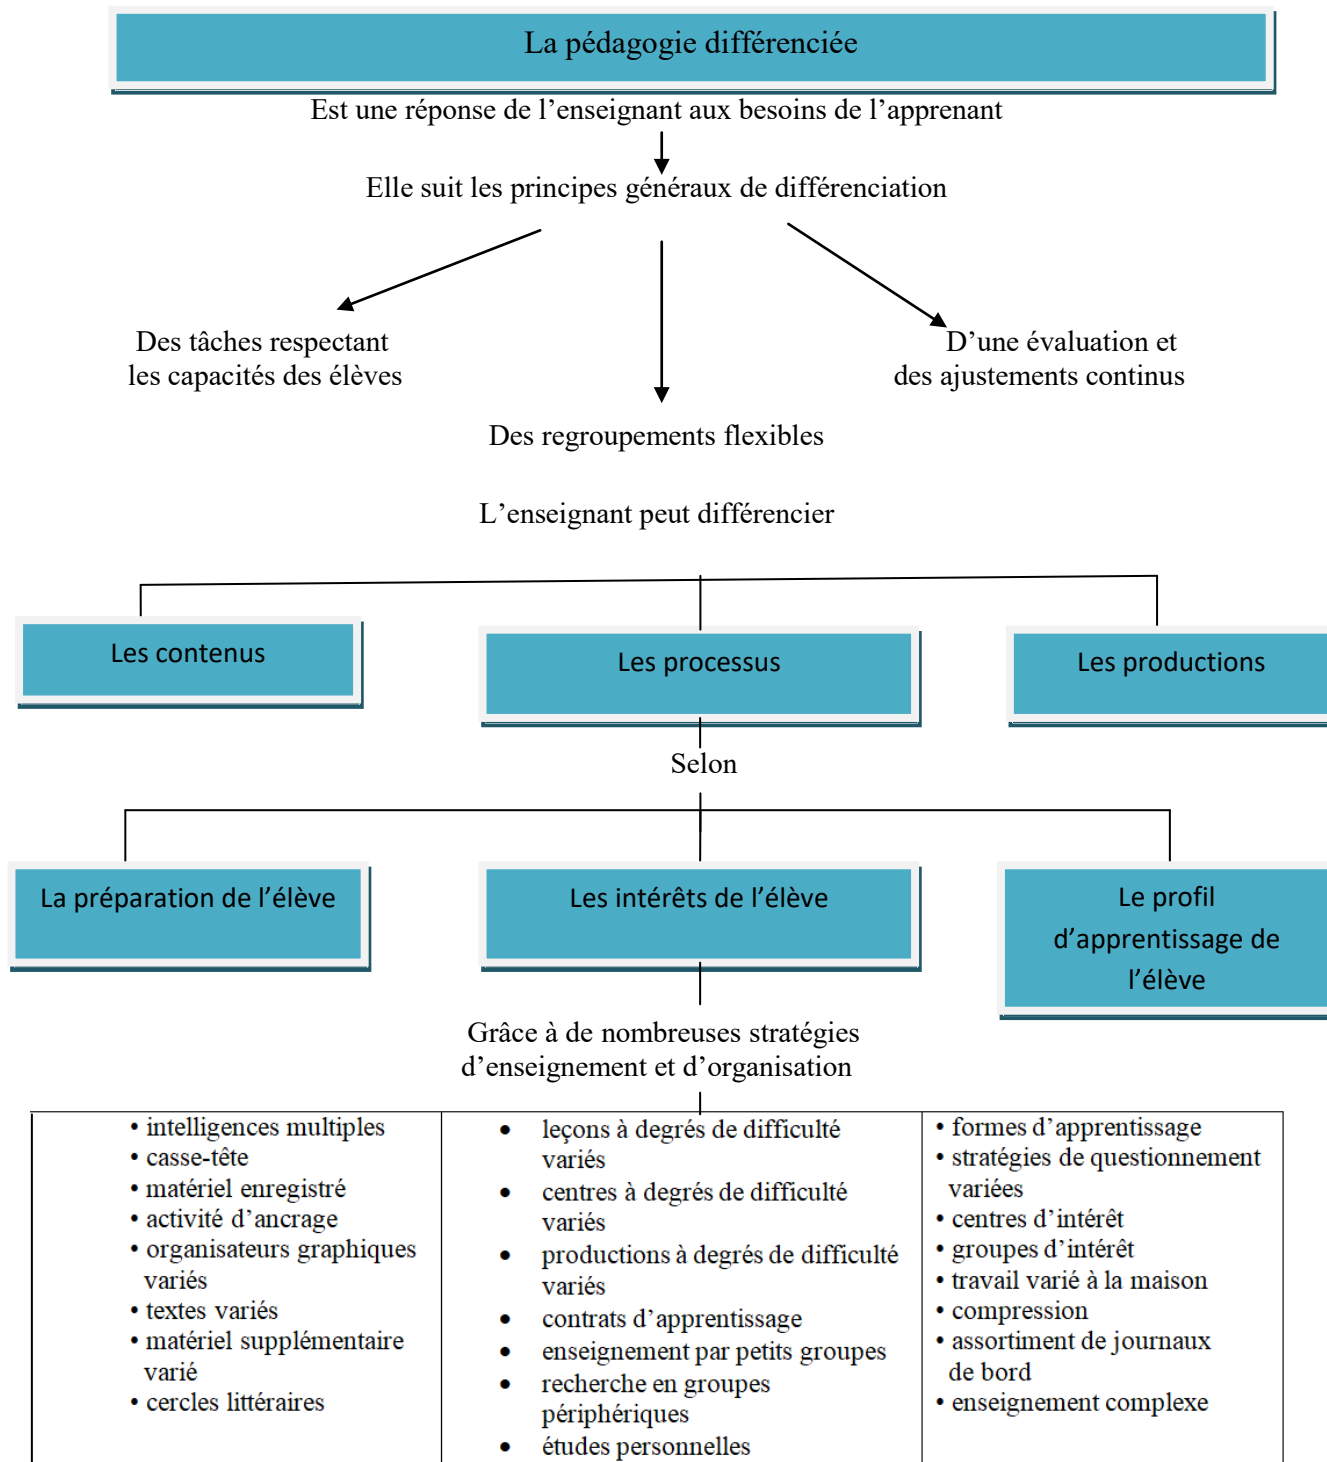 La pédagogie différenciée
Est une réponse de l’enseignant aux besoins de l’apprenant
Elle suit les principes généraux de différenciation
Des tâches respectant
les capacités des élèves
D’une évaluation et
des ajustements continus
Des regroupements flexibles
L’enseignant peut différencier
Les contenus
Les processus
Les productions
Selon
La préparation de l’élève
Les intérêts de l’élève
Le profil
d’apprentissage de
l’élève
Grâce à de nombreuses stratégies
d’enseignement et d’organisation
• intelligences multiples
• casse-tête
• matériel enregistré
• activité d’ancrage
• organisateurs graphiques
variés
• textes variés
• matériel supplémentaire
varié
• cercles littéraires
• leçons à degrés de difficulté
variés
• centres à degrés de difficulté
variés
• productions à degrés de difficulté
variés
• contrats d’apprentissage
• enseignement par petits groupes
• recherche en groupes
périphériques
• études personnelles
• formes d’apprentissage
• stratégies de questionnement
variées
• centres d’intérêt
• groupes d’intérêt
• travail varié à la maison
• compression
• assortiment de journaux
de bord
• enseignement complexe